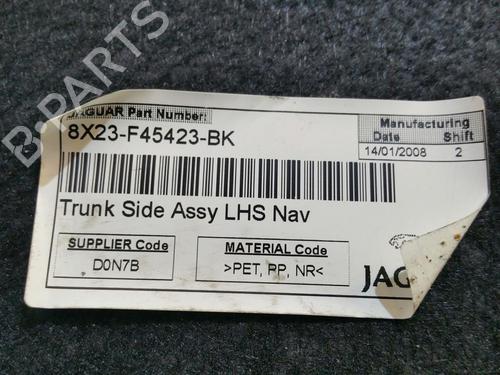 JAGUAR Part Number:
8X23-F45423-BK
Manufacturing
Date Shift
14/01/2008 2
Trunk Side Assy LHS Nav
SUPPLIER Code
D0N7B
MATERIAL Code
>PET, PP, NR<
JAG
B-PARTS